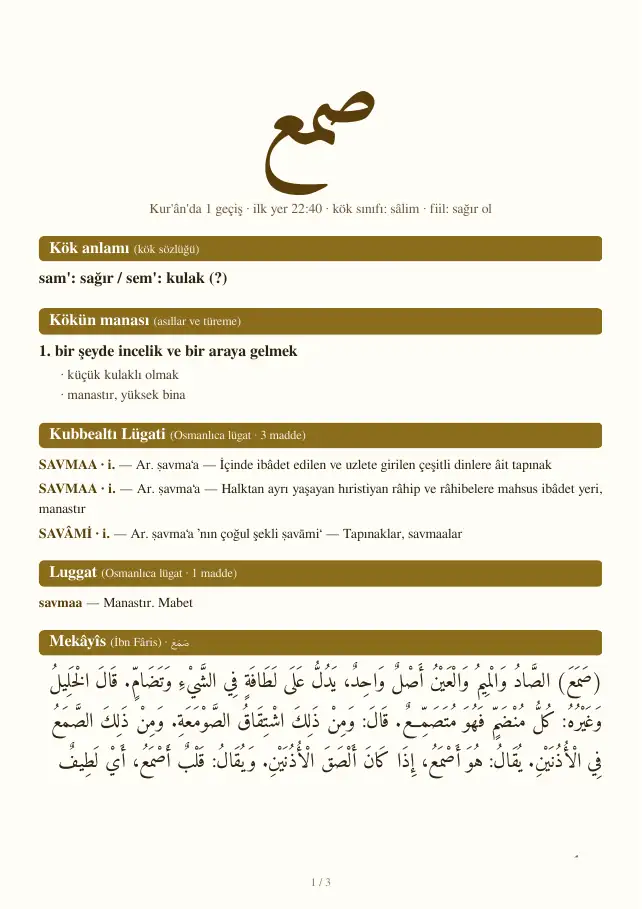 صمع
Kur'ân'da 1 geçiş · ilk yer 22:40 · kök sınıfı: sâlim · fiil: sağır ol
Kök anlamı (kök sözlüğü)
sam': sağır / sem': kulak (?)
Kökün manası (asıllar ve türeme)
1. bir şeyde incelik ve bir araya gelmek
· küçük kulaklı olmak
· manastır, yüksek bina
Kubbealtı Lügati (Osmanlıca lügat · 3 madde)
SAVMAA · i. — Ar. ṣavma‘a — İçinde ibâdet edilen ve uzlete girilen çeşitli dinlere âit tapınak
SAVMAA · i. — Ar. ṣavma‘a — Halktan ayrı yaşayan hıristiyan râhip ve râhibelere mahsus ibâdet yeri,
manastır
SAVÂMİ · i. — Ar. ṣavma‘a ’nın çoğul şekli ṣavāmi‘ — Tapınaklar, savmaalar
Luggat (Osmanlıca lügat · 1 madde)
savmaa — Manastır. Mabet
Mekâyîs (İbn Fâris) · صَمَعَ
(صَمَعَ) الصَّادُ وَالْمِيمُ وَالْعَيْنُ أَصْلٌ وَاحِدٌ، يَدُلُّ عَلَى لَطَافَةٍ فِي الشَّيْءِ وَتَضَامٍّ. قَالَ الْخَلِيلُ
وَغَيْرُهُ: كُلُّ مُنْضَمٍّ فَهُوَ مُتَصَمِّعٌ. قَالَ: وَمِنْ ذَلِكَ اشْتِقَاقُ الصَّوْمَعَةِ. وَمِنْ ذَلِكَ الصَّمَعُ
فِي الْأُذُنَيْنِ. يُقَالُ: هُوَ أَصْمَعُ، إِذَا كَانَ أَلْصَقَ الْأُذُنَيْنِ. وَيُقَالُ: قَلْبٌ أَصْمَعُ، أَيْ لَطِيفٌ
1 / 3